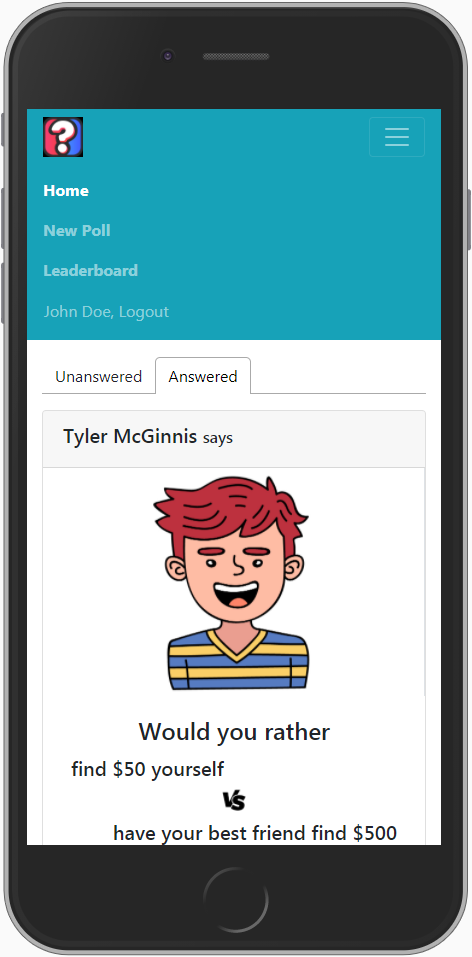 ?
Home
New Poll
Leaderboard
John Doe, Logout
Unanswered Answered
Tyler McGinnis says
Would you rather
find $50 yourself
VS
have your best friend find $500